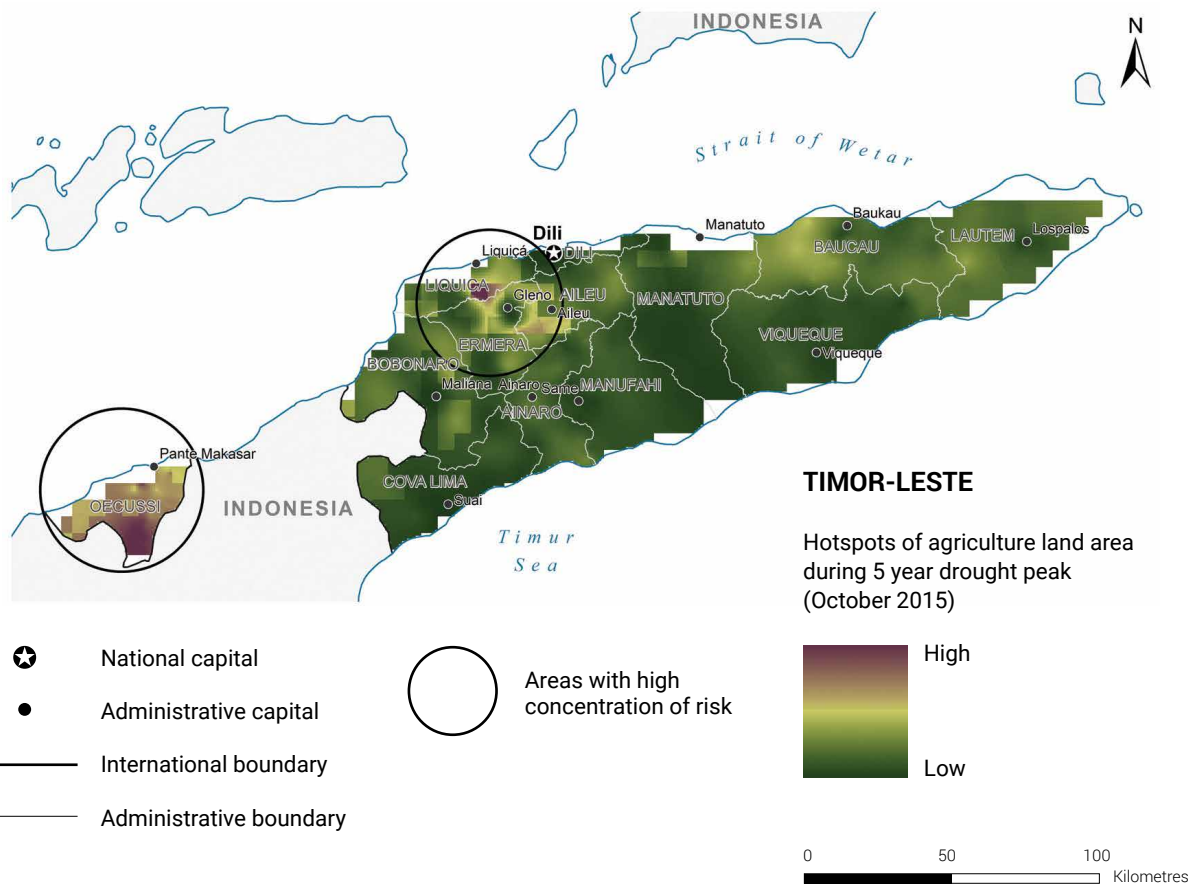 INDONESIA
N
Strait of Wetar
Baukau
Manatuto
Dili
DILI
BAUCAU
LAUTEM
Lospalos
Liquiçá
LIQUICA
Gleno
AILEU
Aileu
MANATUTO
ERMERA
VIQUEQUE
Viqueque
BOBONARO
Maliana
Ainaro
Same
MANUFAHI
AINARO
Pante Makasar
OECUSSI
INDONESIA
COVA LIMA
Suai
Timur
Sea
TIMOR-LESTE
Hotspots of agriculture land area
during 5 year drought peak
(October 2015)
High
Low
National capital
Administrative capital
International boundary
Administrative boundary
Areas with high
concentration of risk
0 50 100
Kilometres